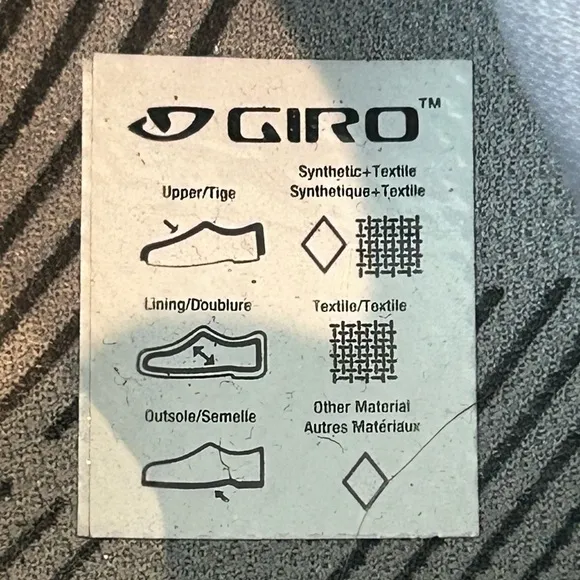 GIRO™
Upper/Tige
Synthetic+Textile
Synthetique+Textile
Lining/Doublure
Textile/Textile
Outsole/Semelle
Other Material
Autres Matériaux